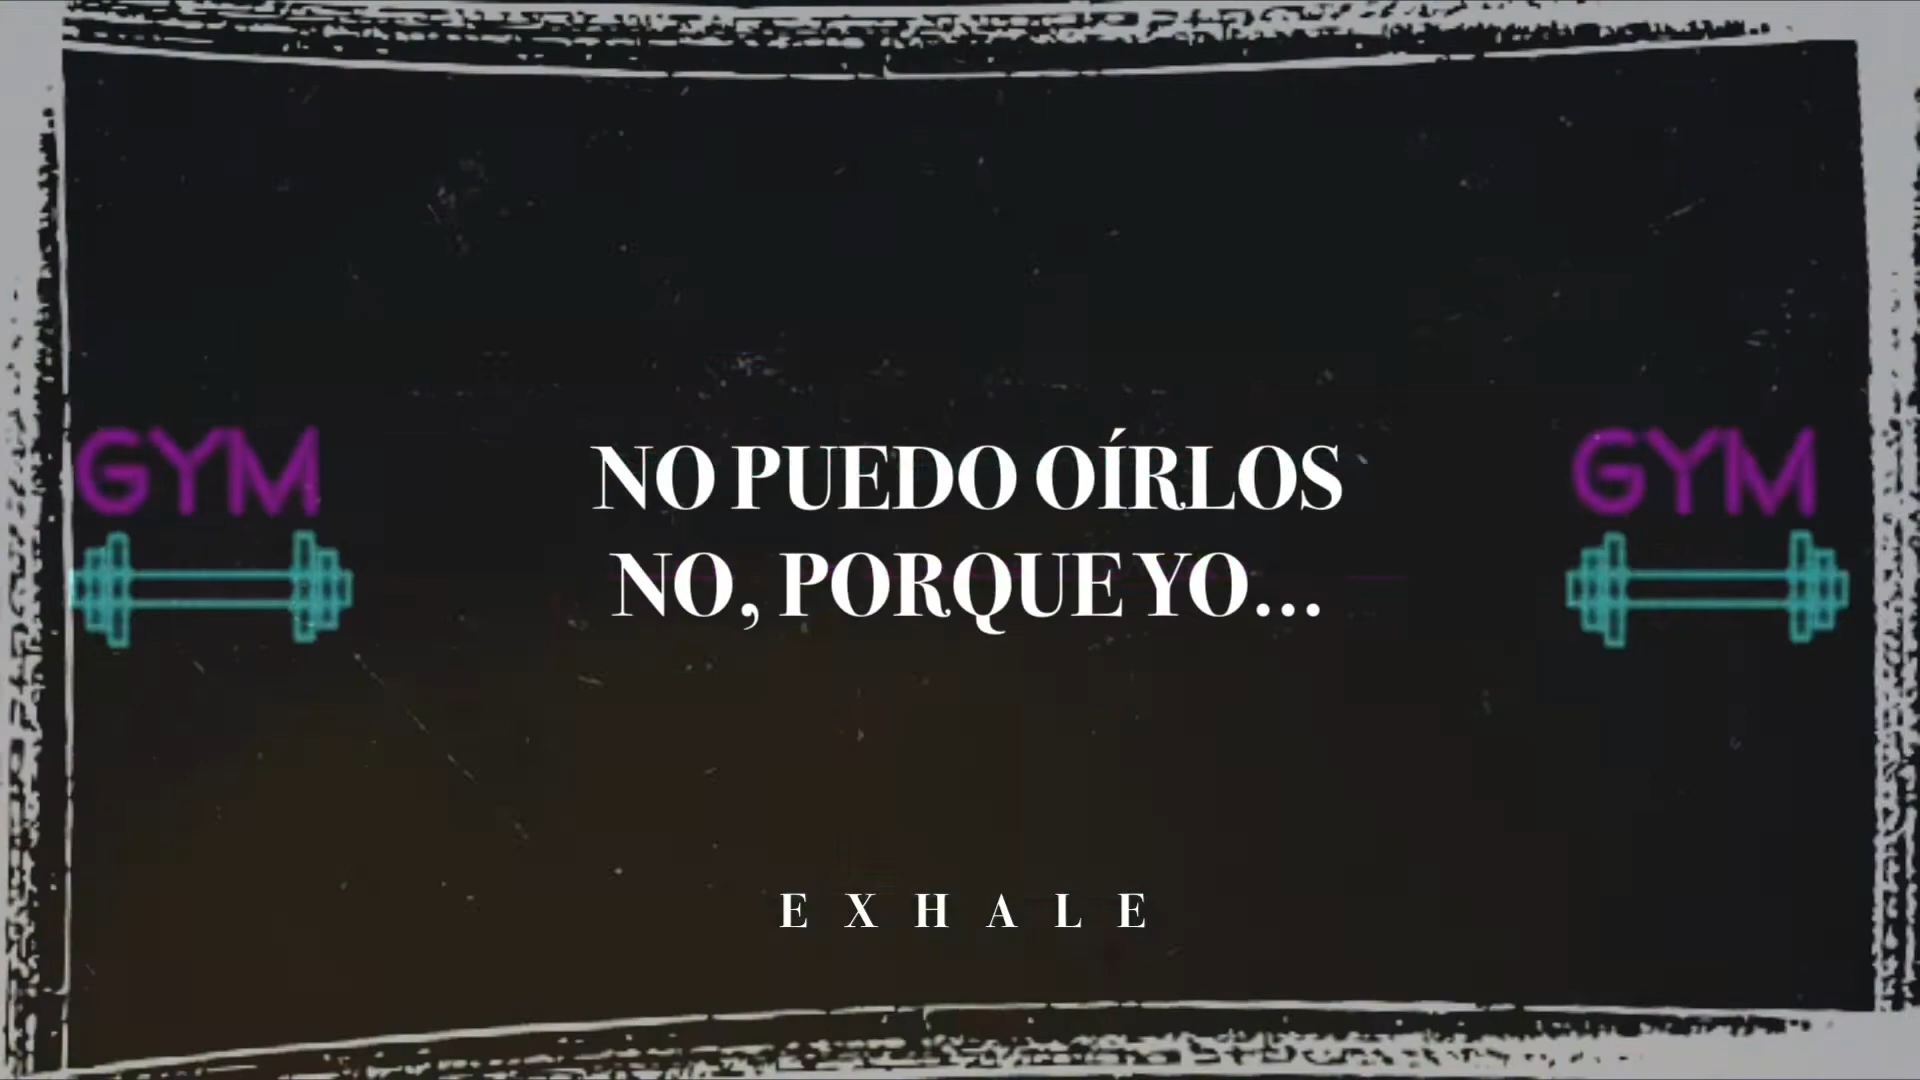 GYM
NO PUEDO OÍRLOS
NO, PORQUE YO...
GYM
EXHALE